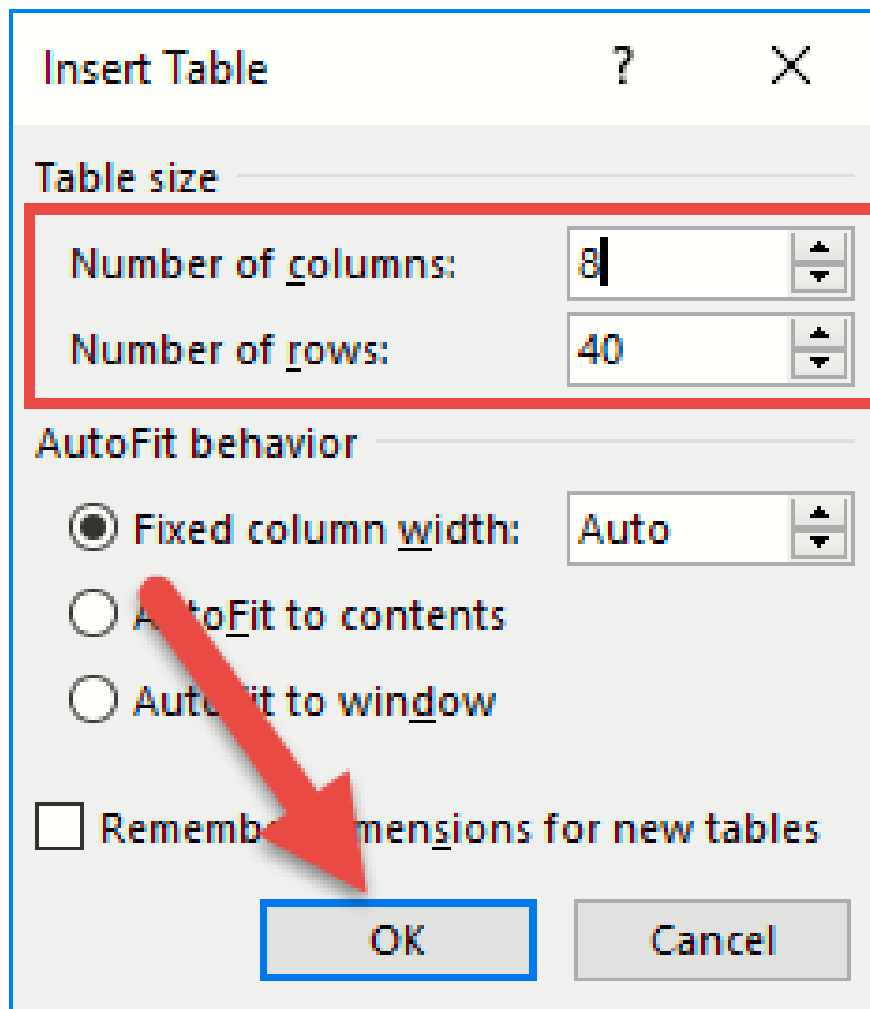 Insert Table ?
Table size
Number of columns: 8
Number of rows: 40
AutoFit behavior
Fixed column width: Auto
to contents
to window
for new tables
OK Cancel